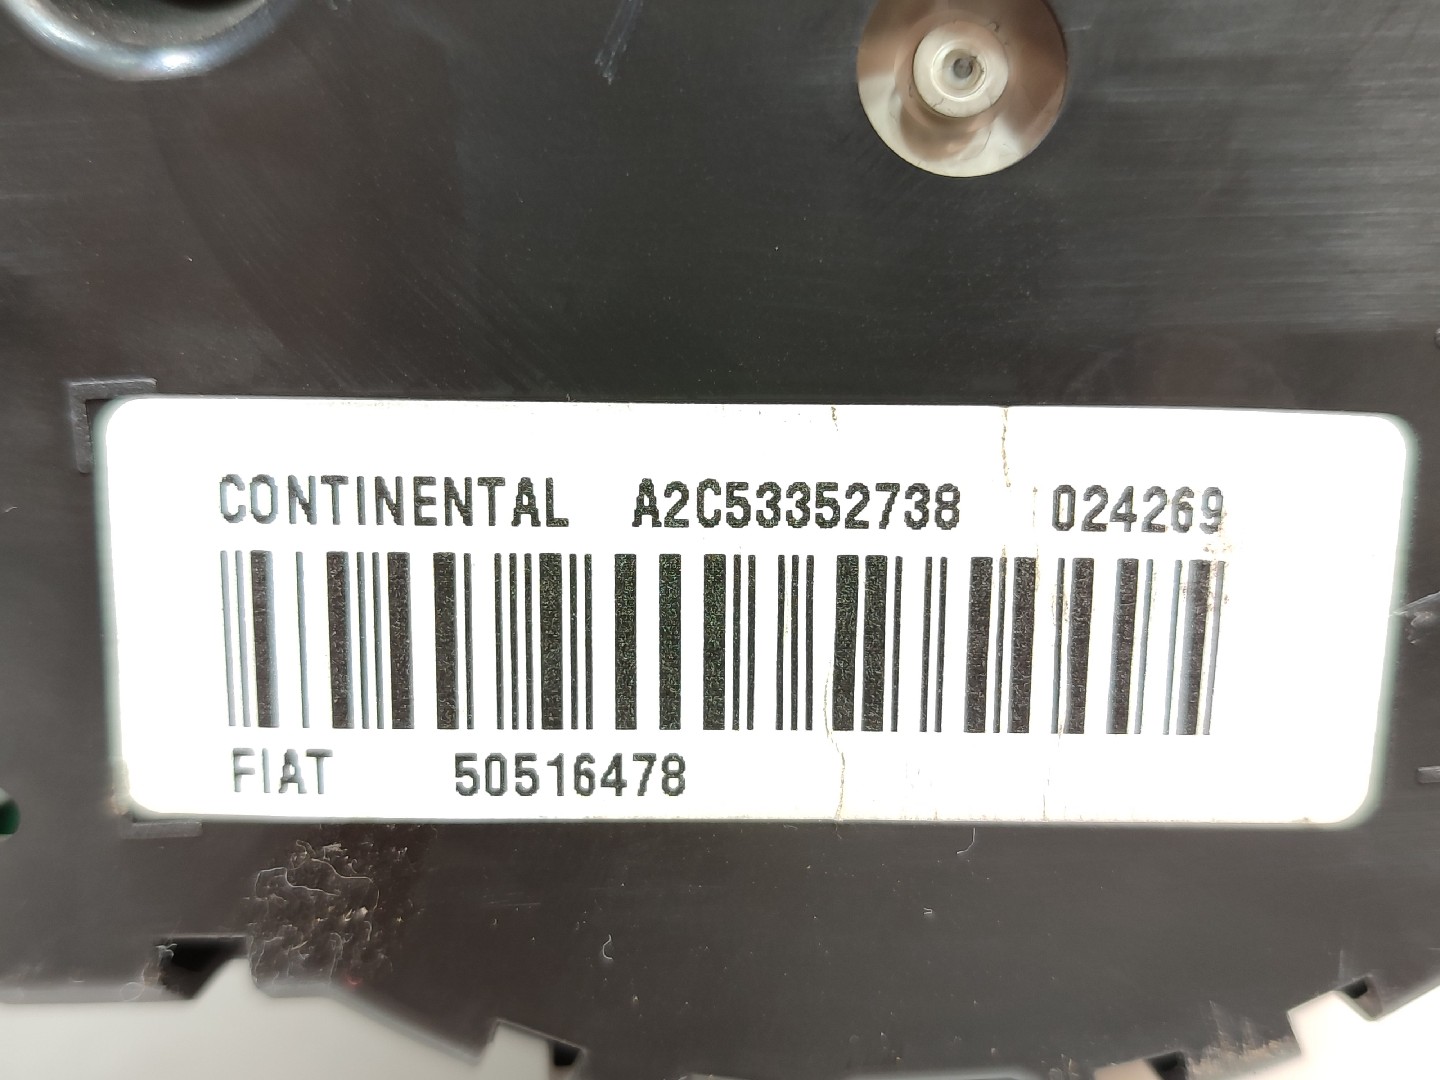 CONTINENTAL A2C53352738 024269
FIAT 50516478